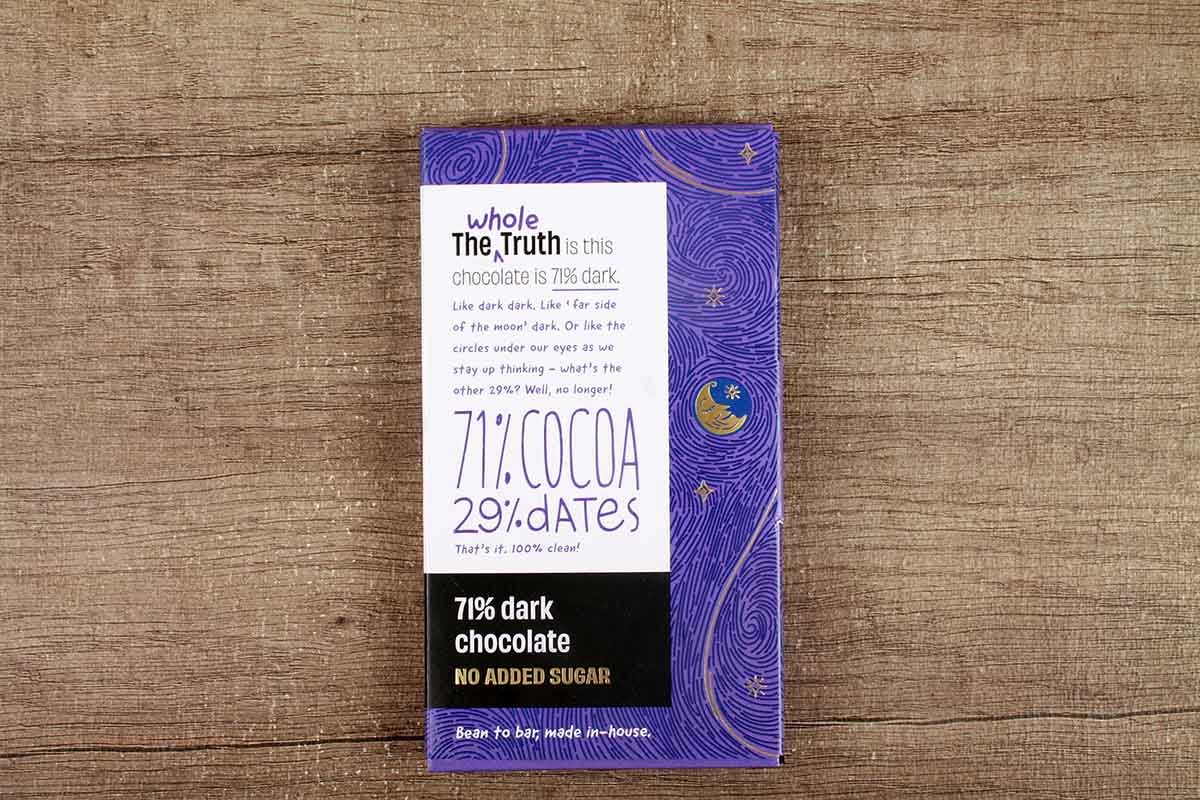 whole
The Truth is this
chocolate is 71% dark.
Like dark dark. Like ‘ far side
of the moon’ dark. Or like the
circles under our eyes as we
stay up thinking – what's the
other 29%? Well, no longer!
71% COCOA
29% dATes
That's it. 100% clean!
71% dark
chocolate
NO ADDED SUGAR
Bean to bar, made in-house.